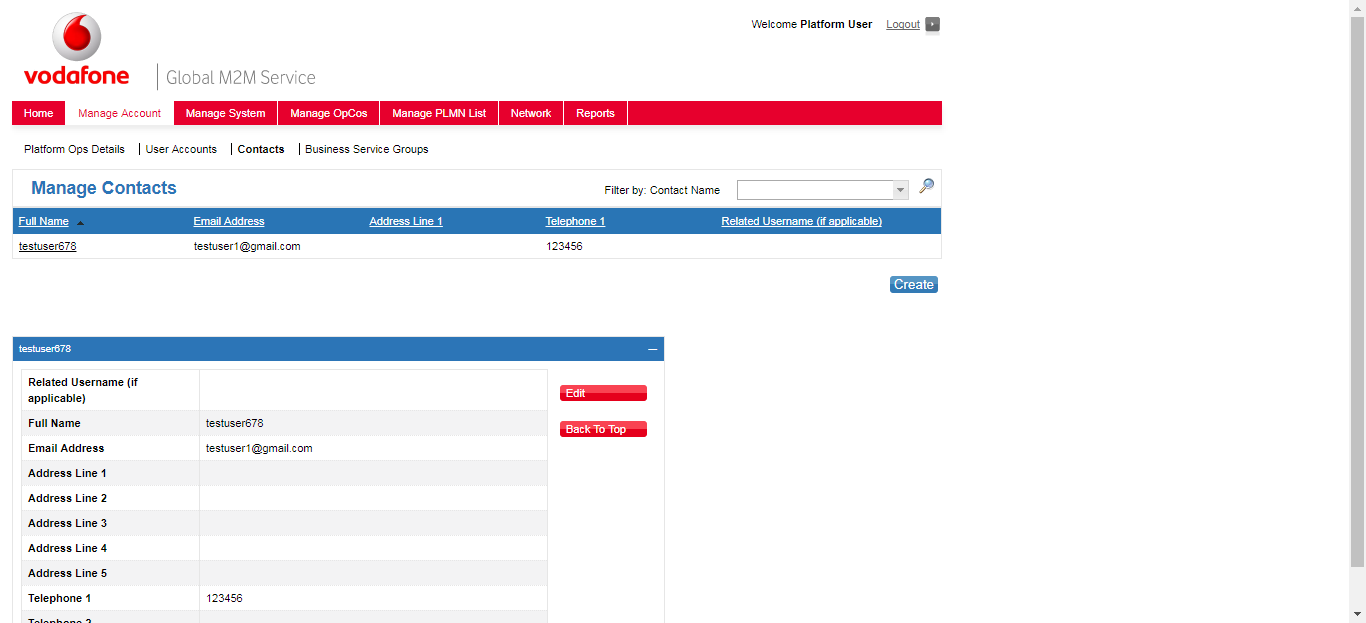 Welcome Platform User Logout
vodafone
Global M2M Service
Home Manage Account Manage System Manage OpCos Manage PLMN List Network Reports
Platform Ops Details User Accounts Contacts Business Service Groups
Manage Contacts Filter by: Contact Name
Full Name Email Address Address Line 1 Telephone 1 Related Username (if applicable)
testuser678 testuser1@gmail.com 123456
Create
testuser678
Related Username (if
applicable)
Edit
Full Name testuser678
Back To Top
Email Address testuser1@gmail.com
Address Line 1
Address Line 2
Address Line 3
Address Line 4
Address Line 5
Telephone 1 123456
Telephone 2